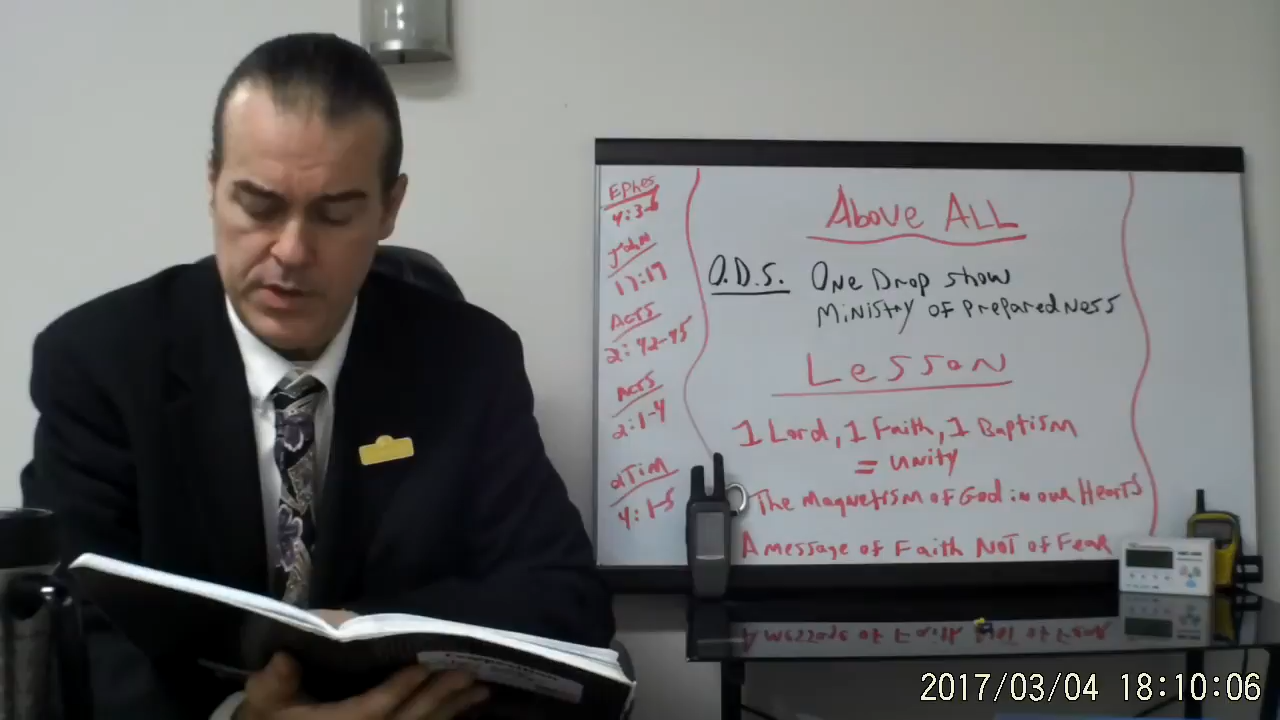 Ephes
4:3-6
John
17:17
ACTS
2:42-45
ACTS
2:1-4
2Tim
4:1-5
Above ALL
O.D.S. One Drop show
Ministry of PreparedNess
Lesson
1 Lord, 1 Faith, 1 Baptism
= unity
The Magnetism of God in our Hearts
A message of Faith Not of Fear
Composition
2017/03/04 18:10:06